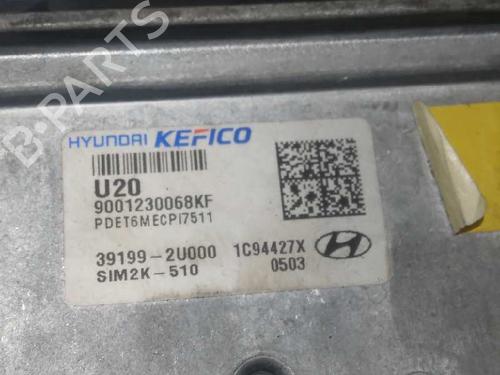 B-PARTS
HYUNDAI KEFICO
U20
9001230068KF
PDET6MECPI7511
39199-2U000 1C94427X
SIM2K-510 0503